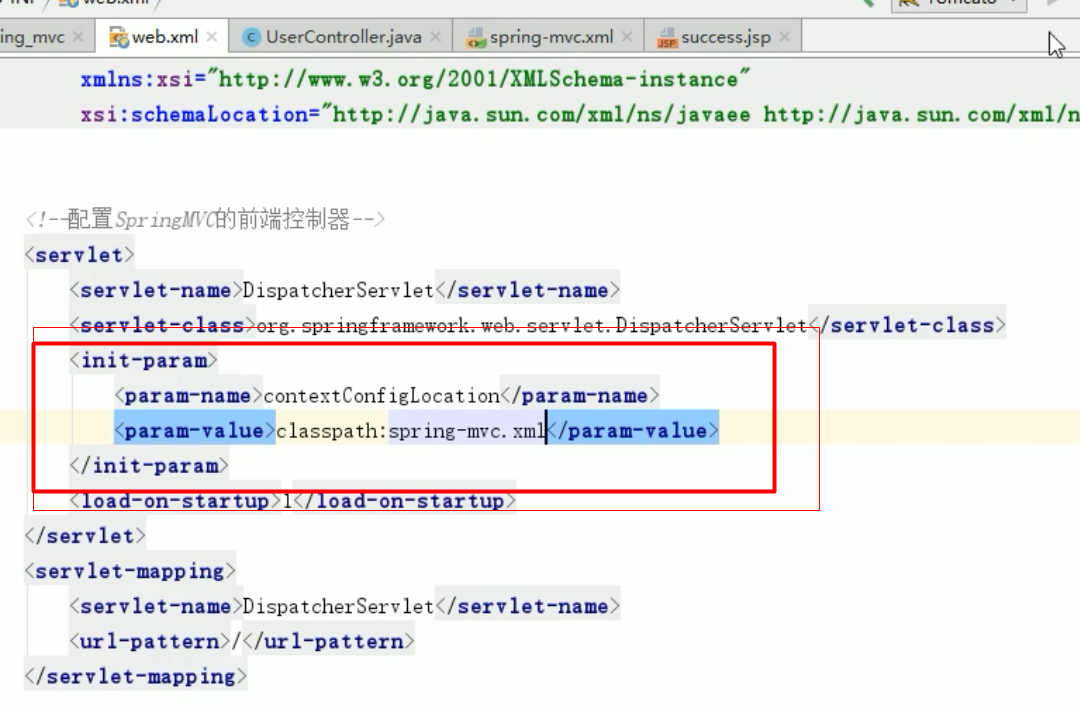 ing_mvc web.xml UserController.java spring-mvc.xml success.jsp
xmlns:xsi="http://www.w3.org/2001/XMLSchema-instance"
xsi:schemaLocation="http://java.sun.com/xml/ns/javaee http://java.sun.com/xml/n
<!--配置SpringMVC的前端控制器-->
<servlet>
<servlet-name>DispatcherServlet</servlet-name>
<servlet-class>org.springframework.web.servlet.DispatcherServlet</servlet-class>
<init-param>
<param-name>contextConfigLocation</param-name>
<param-value>classpath:spring-mvc.xml</param-value>
</init-param>
<load-on-startup>1</load-on-startup>
</servlet>
<servlet-mapping>
<servlet-name>DispatcherServlet</servlet-name>
<url-pattern>/</url-pattern>
</servlet-mapping>